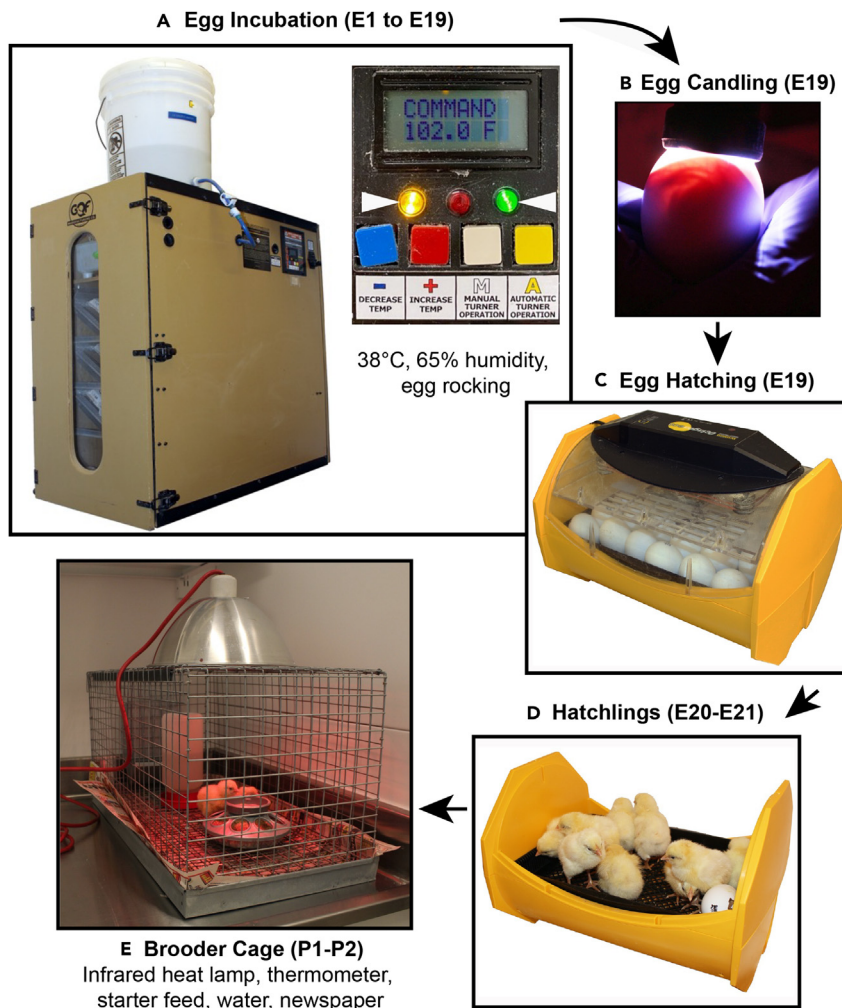 A Egg Incubation (E1 to E19)
GQF
COMMAND
102.0 F
DECREASE TEMP
INCREASE TEMP
M
MANUAL TURNER OPERATION
A
AUTOMATIC TURNER OPERATION
38°C, 65% humidity,
egg rocking
B Egg Candling (E19)
C Egg Hatching (E19)
D Hatchlings (E20-E21)
E Brooder Cage (P1-P2)
Infrared heat lamp, thermometer,
starter feed, water, newspaper